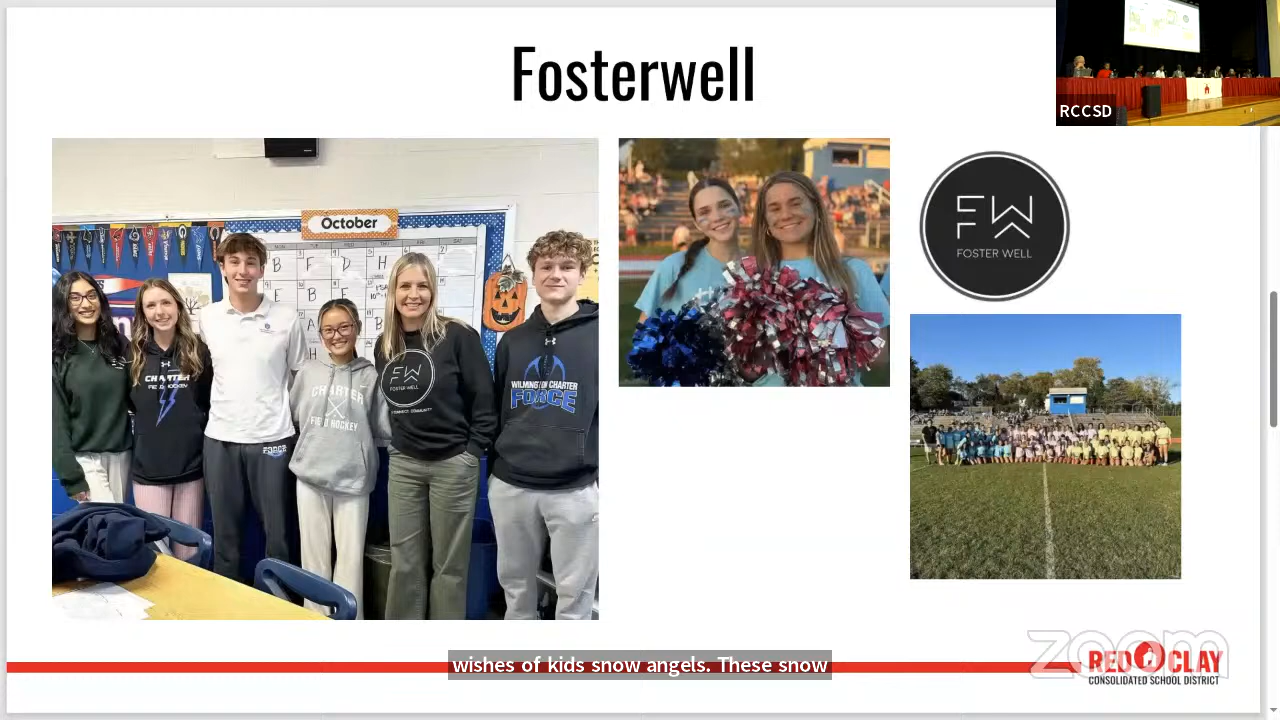 Fosterwell
RCCSD
October
B F D H
E B F
CHARTER
FIELD HOCKEY
FORCE
CHARTER
FIELD HOCKEY
FW
FOSTER WELL
WILMINGTON CHARTER
FORCE
FW
FOSTER WELL
wishes of kids snow angels. These snow
zoom
RED CLAY
CONSOLIDATED SCHOOL DISTRICT